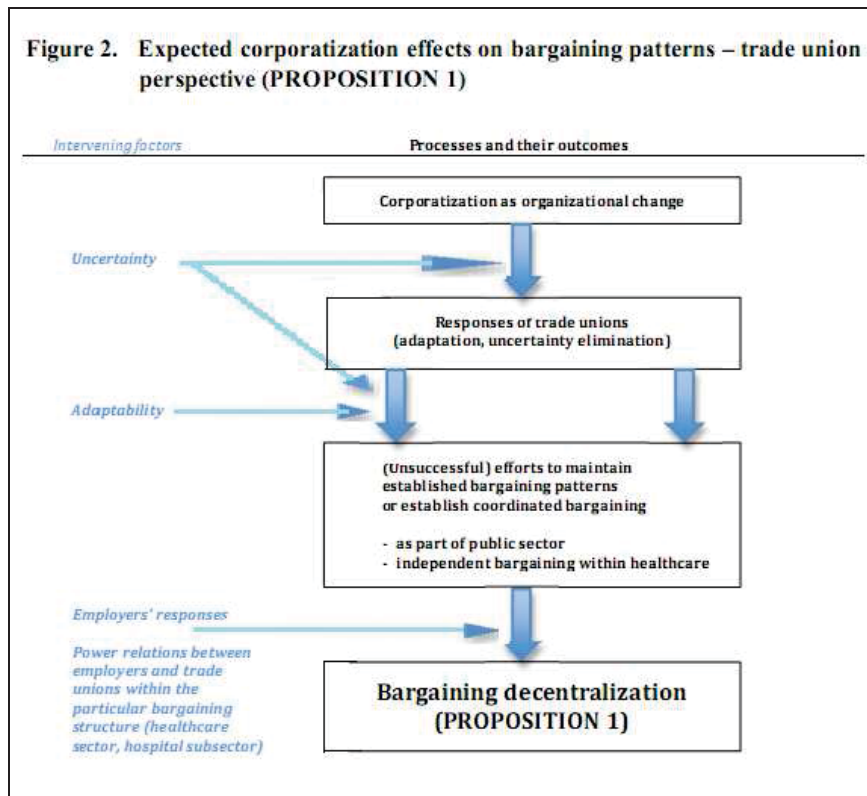 Figure 2. Expected corporatization effects on bargaining patterns – trade union
perspective (PROPOSITION 1)
Intervening factors
Processes and their outcomes
Corporatization as organizational change
Uncertainty
Responses of trade unions
(adaptation, uncertainty elimination)
Adaptability
(Unsuccessful) efforts to maintain
established bargaining patterns
or establish coordinated bargaining
- as part of public sector
- independent bargaining within healthcare
Employers' responses
Power relations between
employers and trade
unions within the
particular bargaining
structure (healthcare
sector, hospital subsector)
Bargaining decentralization
(PROPOSITION 1)